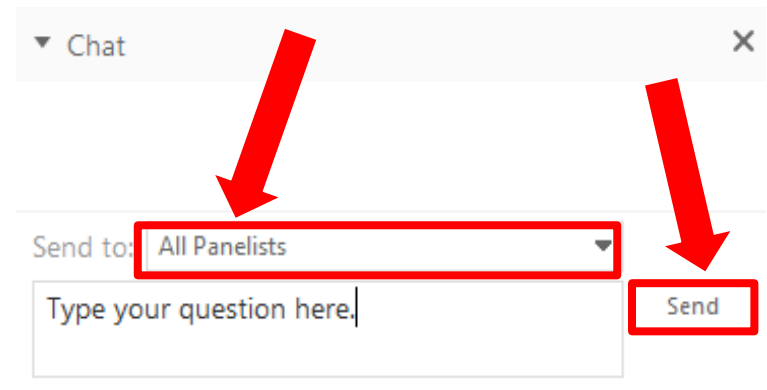 Chat
Send to: All Panelists
Type your question here.
Send